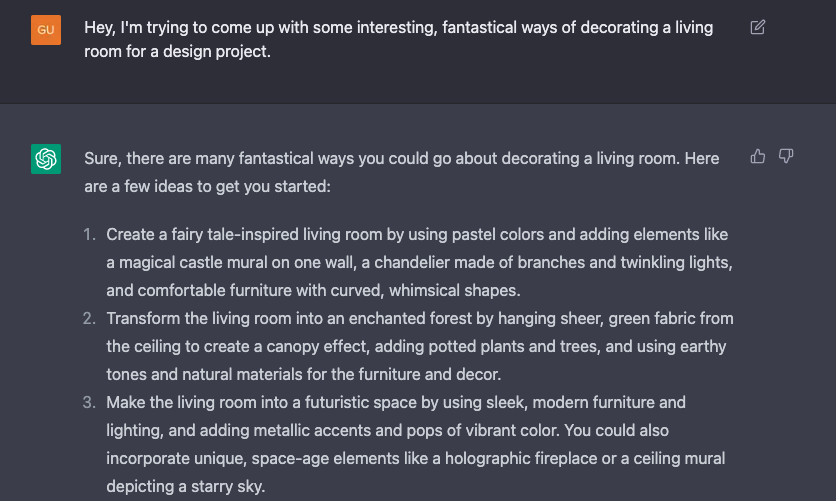 GU
Hey, I'm trying to come up with some interesting, fantastical ways of decorating a living
room for a design project.
Sure, there are many fantastical ways you could go about decorating a living room. Here
are a few ideas to get you started:
1. Create a fairy tale-inspired living room by using pastel colors and adding elements like
a magical castle mural on one wall, a chandelier made of branches and twinkling lights,
and comfortable furniture with curved, whimsical shapes.
2. Transform the living room into an enchanted forest by hanging sheer, green fabric from
the ceiling to create a canopy effect, adding potted plants and trees, and using earthy
tones and natural materials for the furniture and decor.
3. Make the living room into a futuristic space by using sleek, modern furniture and
lighting, and adding metallic accents and pops of vibrant color. You could also
incorporate unique, space-age elements like a holographic fireplace or a ceiling mural
depicting a starry sky.